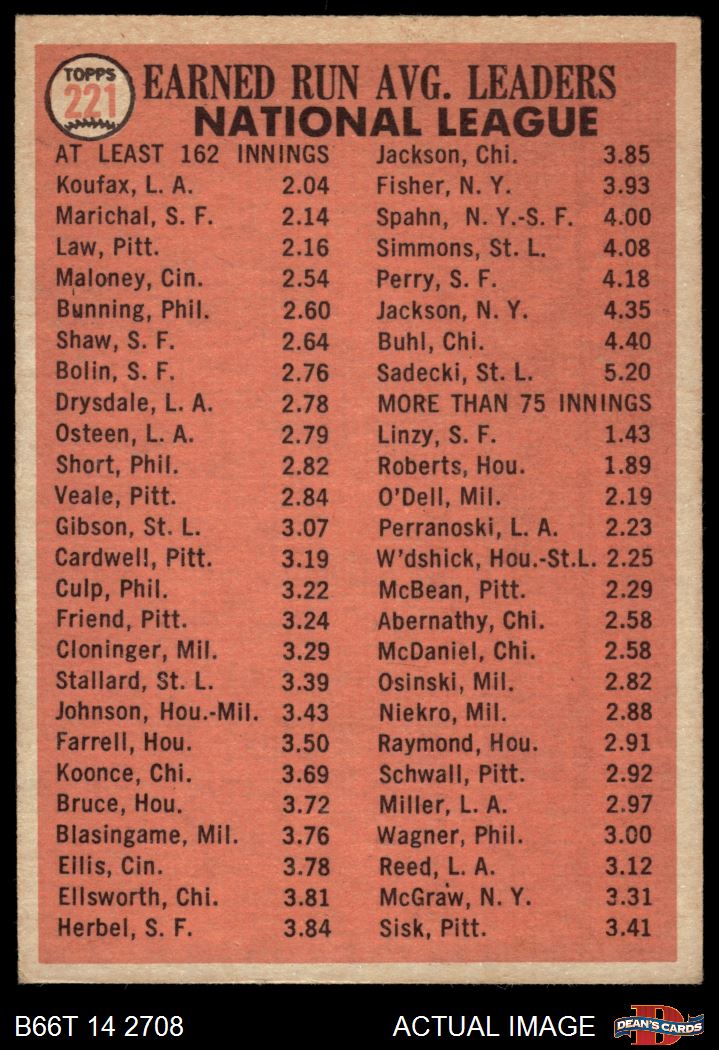 TOPPS
221
EARNED RUN AVG. LEADERS
NATIONAL LEAGUE
AT LEAST 162 INNINGS
Koufax, L. A. 2.04
Marichal, S. F. 2.14
Law, Pitt. 2.16
Maloney, Cin. 2.54
Bunning, Phil. 2.60
Shaw, S. F. 2.64
Bolin, S. F. 2.76
Drysdale, L. A. 2.78
Osteen, L. A. 2.79
Short, Phil. 2.82
Veale, Pitt. 2.84
Gibson, St. L. 3.07
Cardwell, Pitt. 3.19
Culp, Phil. 3.22
Friend, Pitt. 3.24
Cloninger, Mil. 3.29
Stallard, St. L. 3.39
Johnson, Hou.-Mil. 3.43
Farrell, Hou. 3.50
Koonce, Chi. 3.69
Bruce, Hou. 3.72
Blasingame, Mil. 3.76
Ellis, Cin. 3.78
Ellsworth, Chi. 3.81
Herbel, S. F. 3.84
Jackson, Chi. 3.85
Fisher, N. Y. 3.93
Spahn, N. Y.-S. F. 4.00
Simmons, St. L. 4.08
Perry, S. F. 4.18
Jackson, N. Y. 4.35
Buhl, Chi. 4.40
Sadecki, St. L. 5.20
MORE THAN 75 INNINGS
Linzy, S. F. 1.43
Roberts, Hou. 1.89
O'Dell, Mil. 2.19
Perranoski, L. A. 2.23
W'dshick, Hou.-St.L. 2.25
McBean, Pitt. 2.29
Abernathy, Chi. 2.58
McDaniel, Chi. 2.58
Osinski, Mil. 2.82
Niekro, Mil. 2.88
Raymond, Hou. 2.91
Schwall, Pitt. 2.92
Miller, L. A. 2.97
Wagner, Phil. 3.00
Reed, L. A. 3.12
McGraw, N. Y. 3.31
Sisk, Pitt. 3.41
B66T 14 2708
ACTUAL IMAGE
DEAN'S CARDS